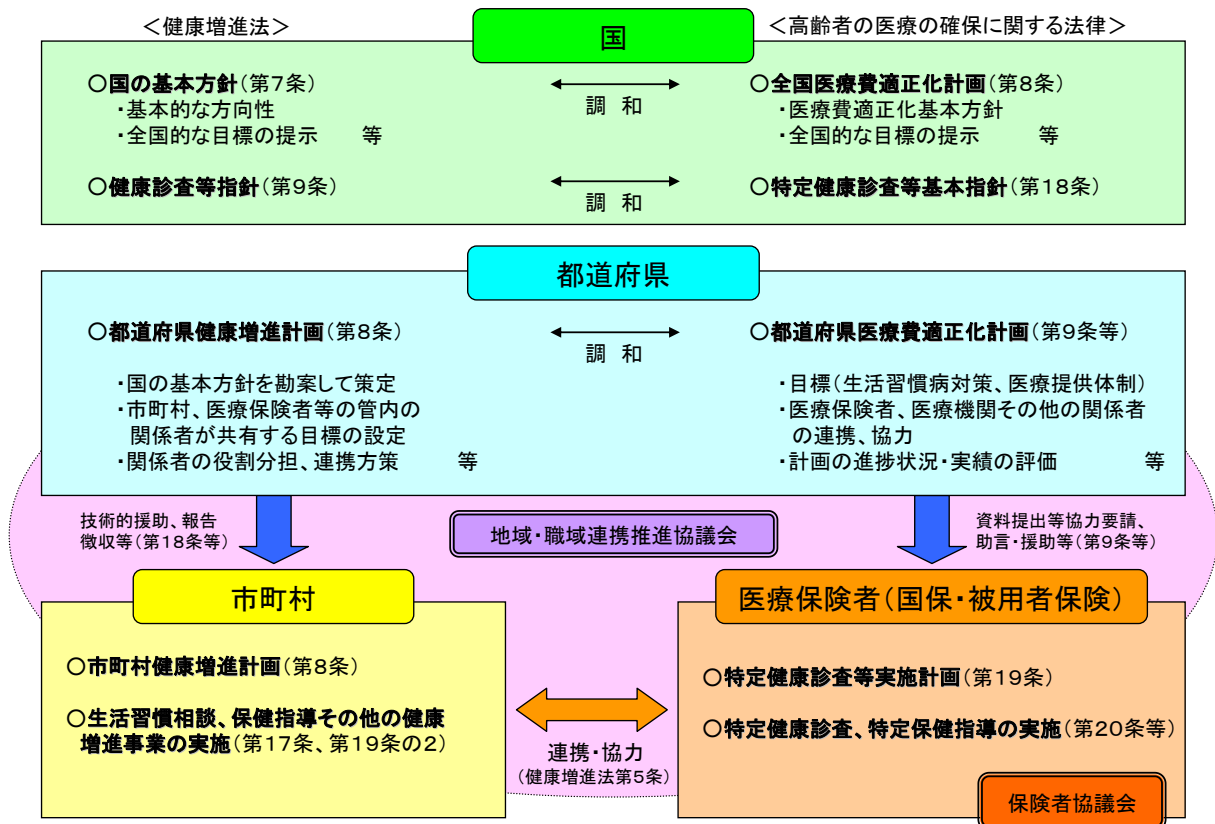 <健康増進法>
国
<高齢者の医療の確保に関する法律>
○国の基本方針(第7条)
・基本的な方向性
・全国的な目標の提示　　等
調 和
○全国医療費適正化計画(第8条)
・医療費適正化基本方針
・全国的な目標の提示　　等
○健康診査等指針(第9条)
調 和
○特定健康診査等基本指針(第18条)
都道府県
○都道府県健康増進計画(第8条)
調 和
○都道府県医療費適正化計画(第9条等)
・国の基本方針を勘案して策定
・市町村、医療保険者等の管内の
関係者が共有する目標の設定
・関係者の役割分担、連携方策　　等
・目標(生活習慣病対策、医療提供体制)
・医療保険者、医療機関その他の関係者
の連携、協力
・計画の進捗状況・実績の評価　　等
技術的援助、報告
徴収等(第18条等)
地域・職域連携推進協議会
資料提出等協力要請、
助言・援助等(第9条等)
市町村
○市町村健康増進計画(第8条)
○生活習慣相談、保健指導その他の健康
増進事業の実施(第17条、第19条の2)
連携・協力
(健康増進法第5条)
医療保険者(国保・被用者保険)
○特定健康診査等実施計画(第19条)
○特定健康診査、特定保健指導の実施(第20条等)
保険者協議会